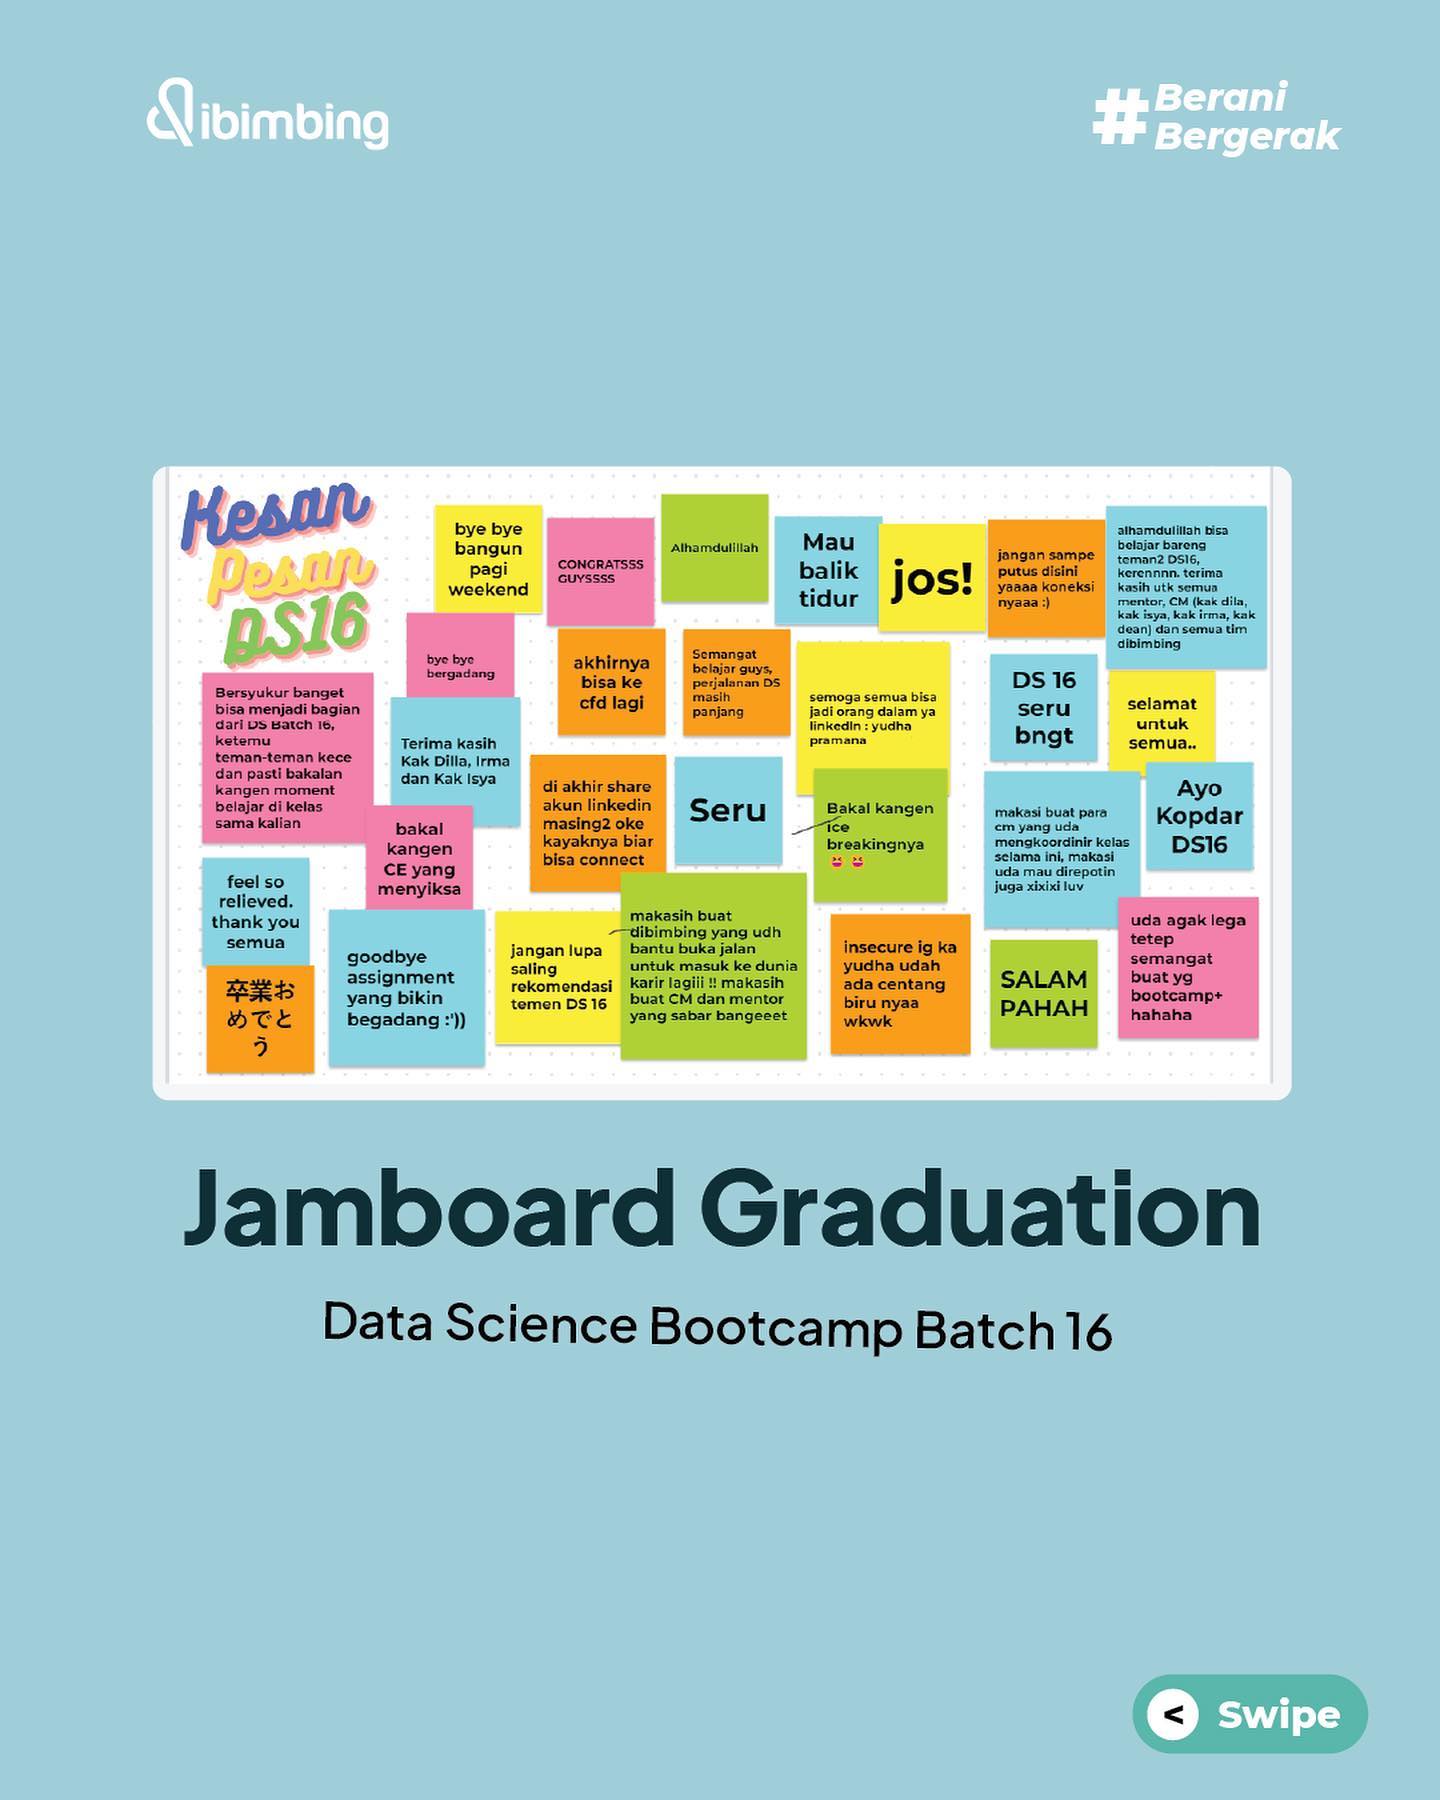 dibimbing
#Berani
Bergerak
Kesan
Pesan
DS16
bye bye
bangun
pagi
weekend
CONGRATSSS
GUYSSSS
Alhamdulillah
Mau
balik
tidur
jos!
jangan sampe
putus disini
yaaaa koneksi
nyaaa :)
alhamdulillah bisa
belajar bareng
teman2 DS16,
kerennnn. terima
kasih utk semua
mentor, CM (kak dila,
kak isya, kak irma, kak
dean) dan semua tim
dibimbing
bye bye
bergadang
akhirnya
bisa ke
cfd lagi
Semangat
belajar guys,
perjalanan DS
masih
panjang
semoga semua bisa
jadi orang dalam ya
linkedln : yudha
pramana
DS 16
seru
bngt
selamat
untuk
semua..
Bersyukur banget
bisa menjadi bagian
dari DS Batch 16,
ketemu
teman-teman kece
dan pasti bakalan
kangen moment
belajar di kelas
sama kalian
Terima kasih
Kak Dilla, Irma
dan Kak Isya
di akhir share
akun linkedin
masing2 oke
kayaknya biar
bisa connect
Seru
Bakal kangen
ice
breakingnya
😆 😆
makasi buat para
cm yang uda
mengkoordinir kelas
selama ini, makasi
uda mau direpotin
juga xixixi luv
Ayo
Kopdar
DS16
bakal
kangen
CE yang
menyiksa
feel so
relieved.
thank you
semua
goodbye
assignment
yang bikin
begadang :'))
jangan lupa
saling
rekomendasi
temen DS 16
makasih buat
dibimbing yang udh
bantu buka jalan
untuk masuk ke dunia
karir lagiii !! makasih
buat CM dan mentor
yang sabar bangeeet
insecure ig ka
yudha udah
ada centang
biru nyaa
wkwk
SALAM
PAHAH
uda agak lega
tetep
semangat
buat yg
bootcamp+
hahaha
卒業お
めでと
う
Jamboard Graduation
Data Science Bootcamp Batch 16
< Swipe